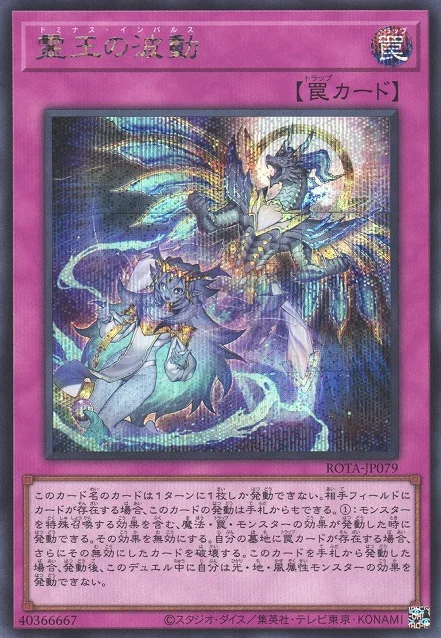 ドミナス・インパルス
霊王の波動
トラップ
罠
トラップ
【罠カード】
ROTA-JP079
このカード名のカードは1ターンに1枚しか発動できない。相手フィールドに
カードが存在する場合、このカードの発動は手札からもできる。①：モンスター
を特殊召喚する効果を含む、魔法・罠・モンスターの効果が発動した時に
発動できる。その効果を無効にする。自分の墓地に罠カードが存在する場合、
さらにその無効にしたカードを破壊する。このカードを手札から発動した
場合、発動後、このデュエル中に自分は光・地・風属性モンスターの効果を
発動できない。
40366667
©スタジオ・ダイス／集英社・テレビ東京・KONAMI